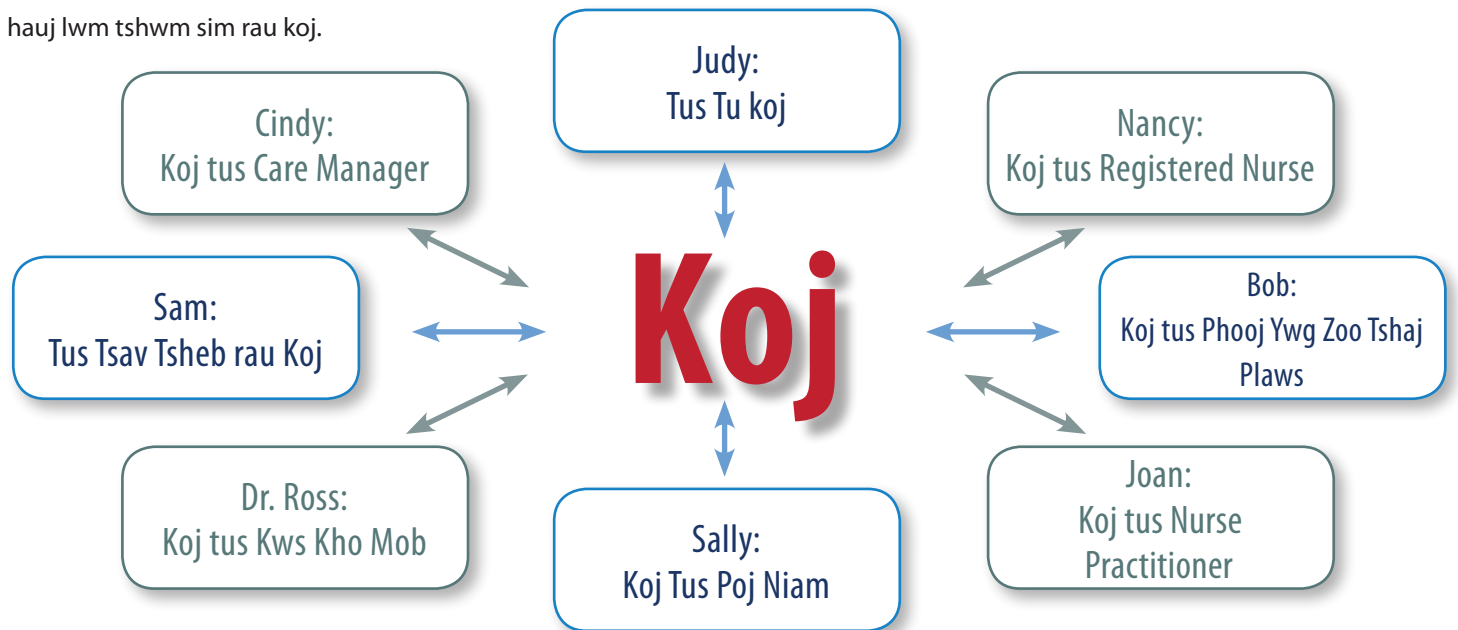 hauj lwm tshwm sim rau koj.
Judy:
Tus Tu koj
Cindy:
Koj tus Care Manager
Nancy:
Koj tus Registered Nurse
Sam:
Tus Tsav Tsheb rau Koj
Koj
Bob:
Koj tus Phooj Ywg Zoo Tshaj
Plaws
Dr. Ross:
Koj tus Kws Kho Mob
Sally:
Koj Tus Poj Niam
Joan:
Koj tus Nurse
Practitioner